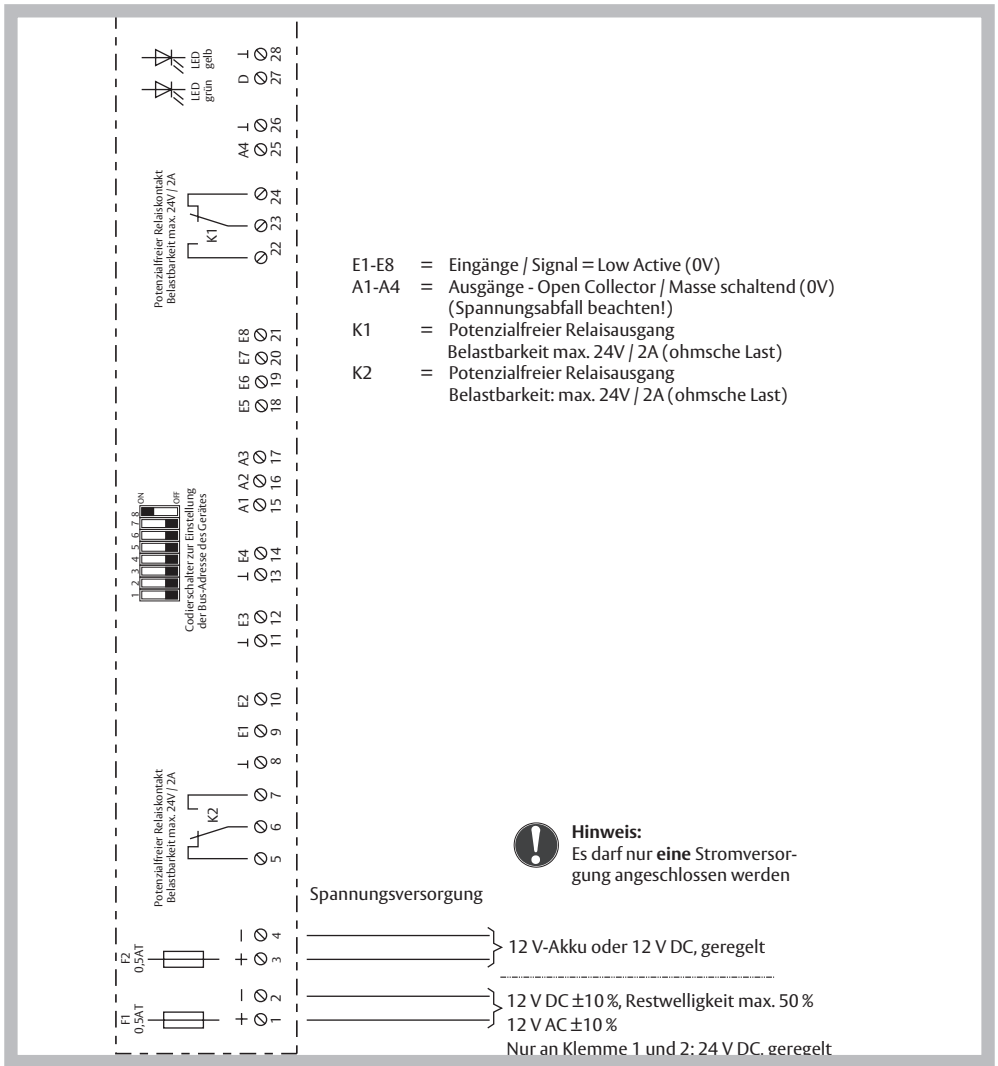 LED
gelb
LED
grün
⊥ 28
D 27
⊥ 26
A4 25
Potenzialfreier Relaiskontakt
Belastbarkeit max. 24V / 2A
K1
24
23
22
E8 21
E7 20
E6 19
E5 18
A3 17
A2 16
A1 15
1 2 3 4 5 6 7 8
ON
OFF
Codierschalter zur Einstellung
der Bus-Adresse des Gerätes
E4 14
⊥ 13
E3 12
⊥ 11
E2 10
E1 9
⊥ 8
Potenzialfreier Relaiskontakt
Belastbarkeit max. 24V / 2A
K2
7
6
5
F2
0,5AT
– 4
+ 3
F1
0,5AT
– 2
+ 1
E1-E8 = Eingänge / Signal = Low Active (0V)
A1-A4 = Ausgänge - Open Collector / Masse schaltend (0V)
(Spannungsabfall beachten!)
K1 = Potenzialfreier Relaisausgang
Belastbarkeit max. 24V / 2A (ohmsche Last)
K2 = Potenzialfreier Relaisausgang
Belastbarkeit: max. 24V / 2A (ohmsche Last)
Hinweis:
Es darf nur eine Stromversor-
gung angeschlossen werden
Spannungsversorgung
12 V-Akku oder 12 V DC, geregelt
12 V DC ±10 %, Restwelligkeit max. 50 %
12 V AC ±10 %
Nur an Klemme 1 und 2: 24 V DC, geregelt